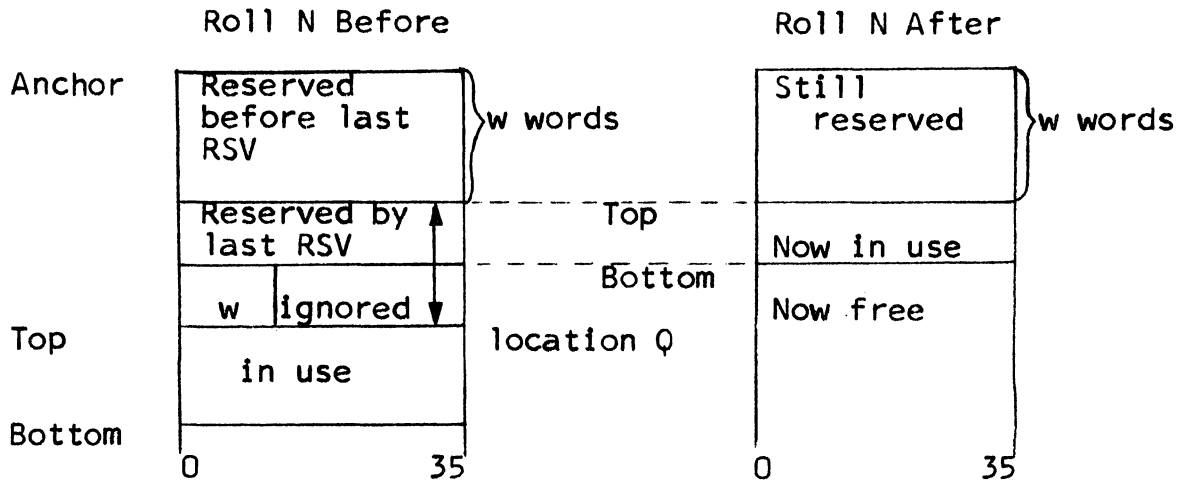 Roll N Before
Roll N After
Anchor
Reserved
before last
RSV
w words
Still
reserved
w words
Reserved by
last RSV
Top
Now in use
w
ignored
Bottom
Now free
Top
location Q
in use
Bottom
0
35
0
35